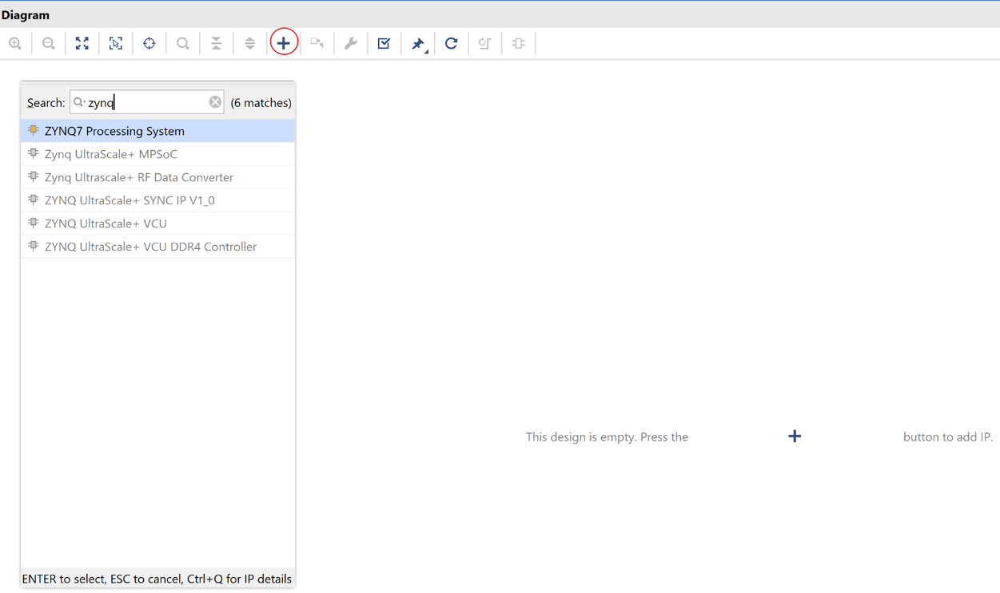 Diagram
Search: zynq (6 matches)
ZYNQ7 Processing System
Zynq UltraScale+ MPSoC
Zynq Ultrascale+ RF Data Converter
ZYNQ UltraScale+ SYNC IP V1_0
ZYNQ UltraScale+ VCU
ZYNQ UltraScale+ VCU DDR4 Controller
This design is empty. Press the + button to add IP.
ENTER to select, ESC to cancel, Ctrl+Q for IP details